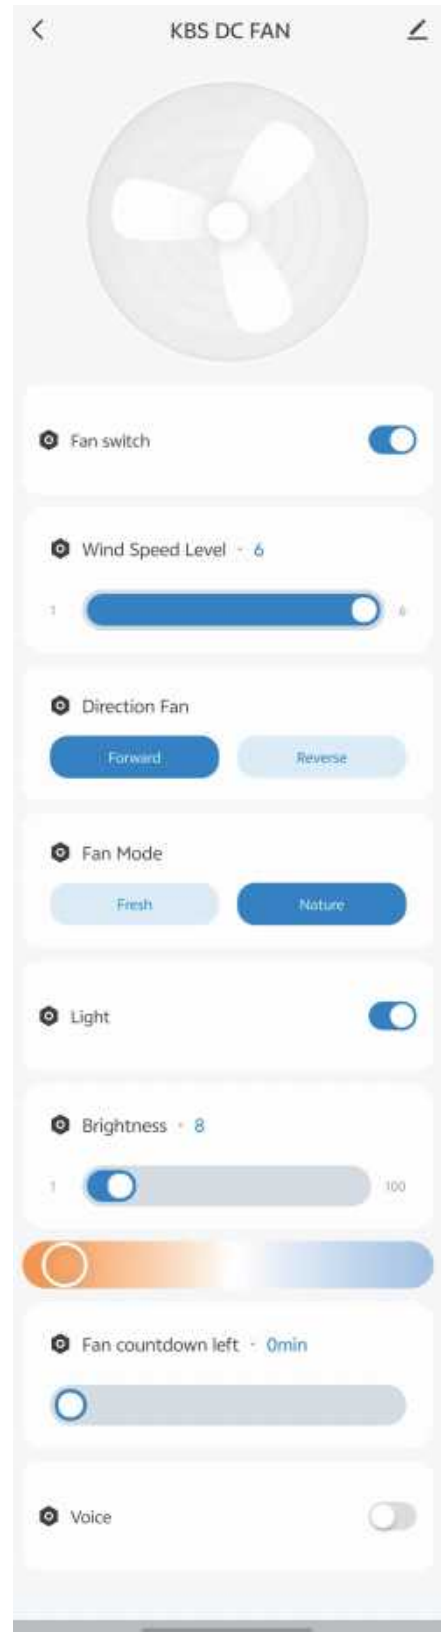 KBS DC FAN
Fan switch
Wind Speed Level · 6
1 6
Direction Fan
Forward Reverse
Fan Mode
Fresh Nature
Light
Brightness · 8
1 100
Fan countdown left · 0min
Voice